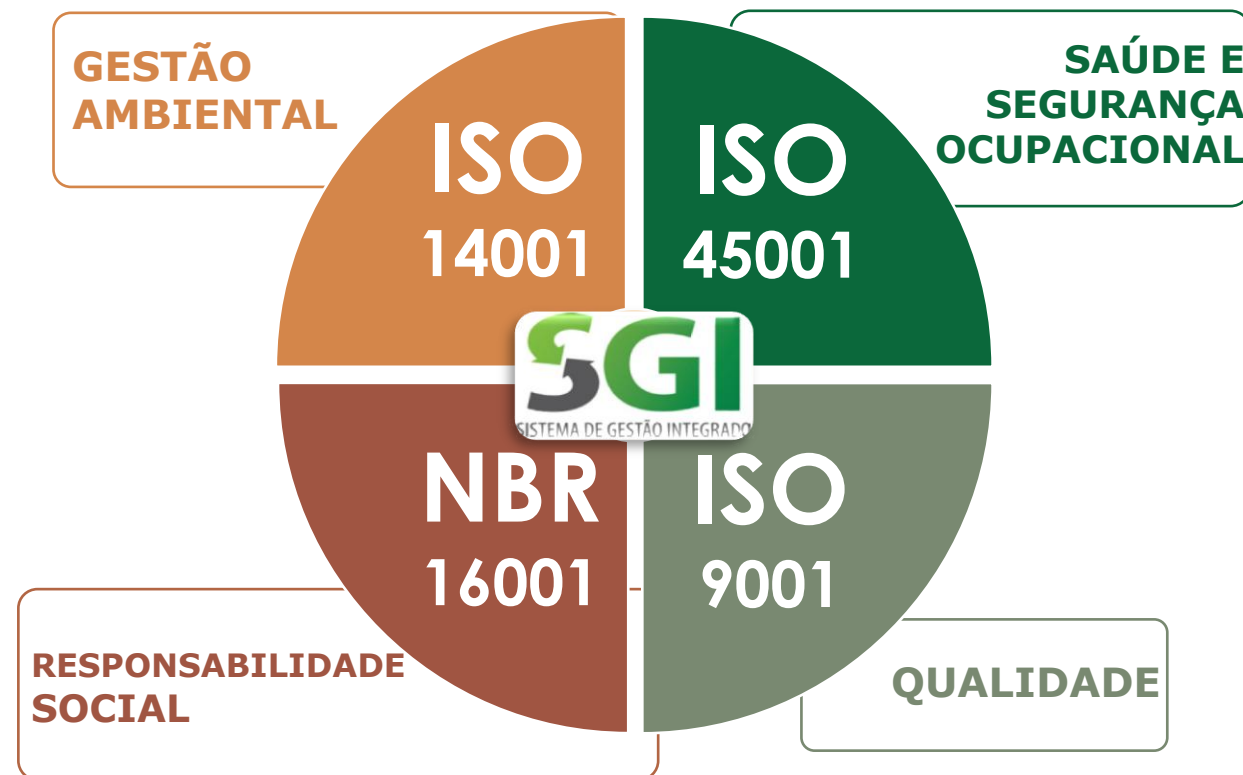 GESTÃO
AMBIENTAL
ISO
14001
SAÚDE E
SEGURANÇA
OCUPACIONAL
ISO
45001
SGI
SISTEMA DE GESTÃO INTEGRADO
NBR
16001
RESPONSABILIDADE
SOCIAL
ISO
9001
QUALIDADE